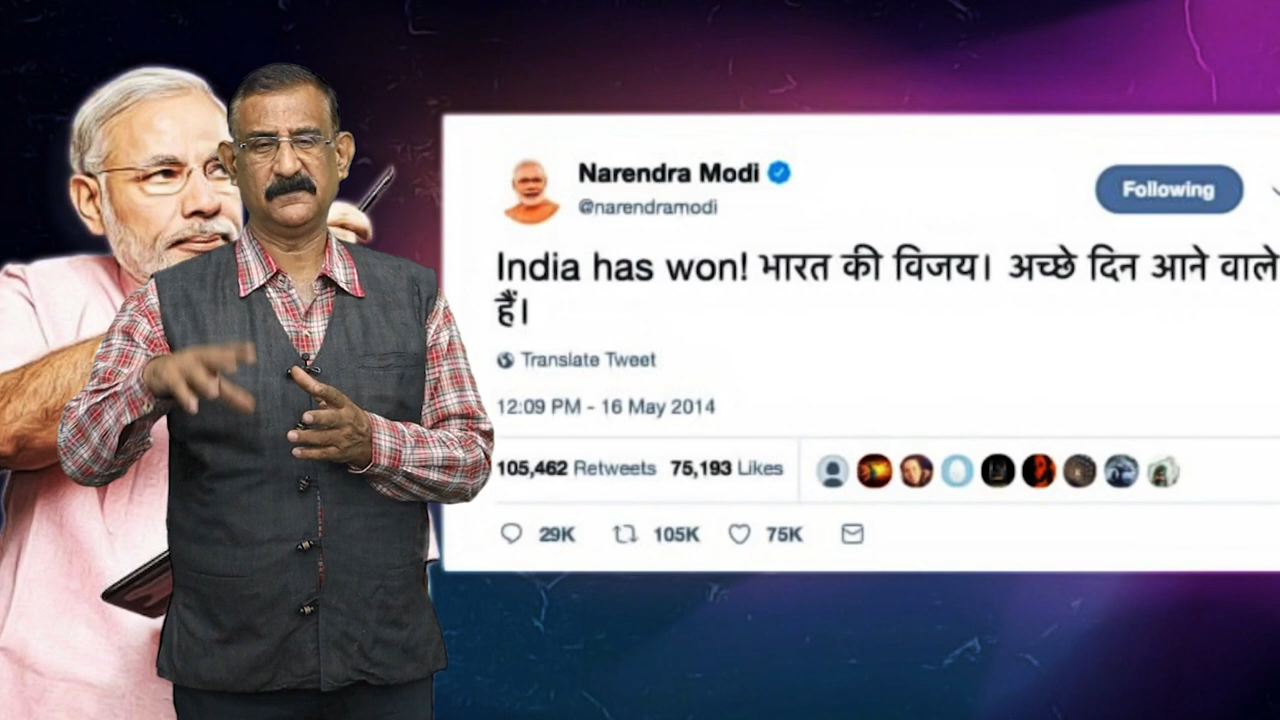 Narendra Modi
@narendramodi
Following
India has won! भारत की विजय। अच्छे दिन आने वाले
हैं।
Translate Tweet
12:09 PM - 16 May 2014
105,462 Retweets 75,193 Likes
29K 105K 75K